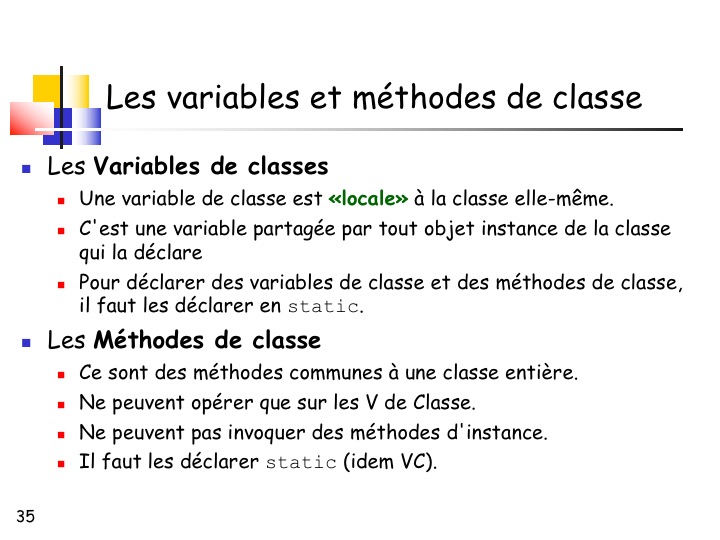 Les variables et méthodes de classe
Les Variables de classes
Une variable de classe est «locale» à la classe elle-même.
C'est une variable partagée par tout objet instance de la classe
qui la déclare
Pour déclarer des variables de classe et des méthodes de classe,
il faut les déclarer en static.
Les Méthodes de classe
Ce sont des méthodes communes à une classe entière.
Ne peuvent opérer que sur les V de Classe.
Ne peuvent pas invoquer des méthodes d'instance.
Il faut les déclarer static (idem VC).
35